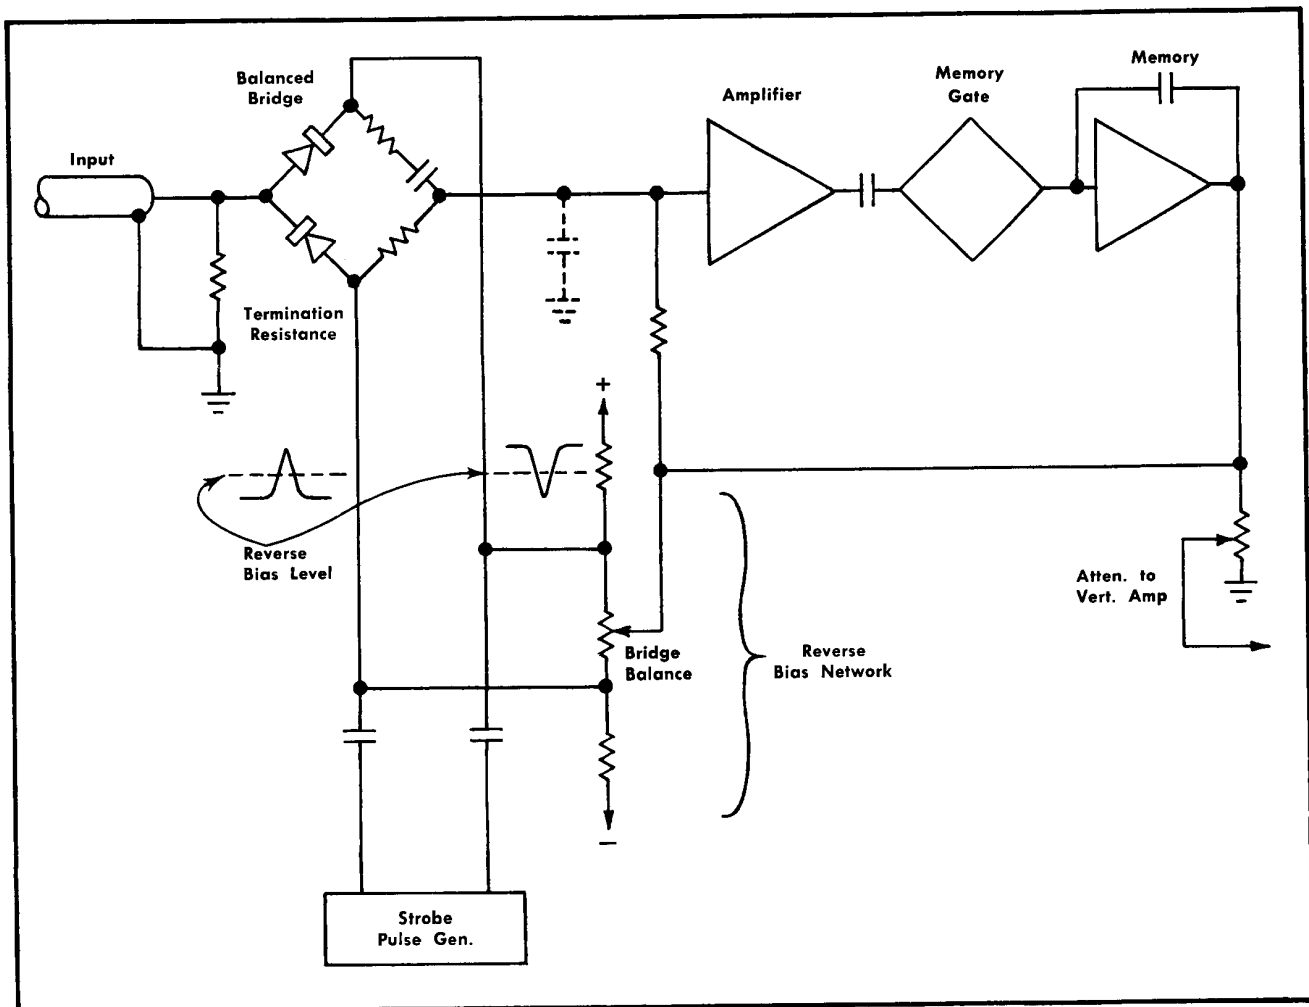 Balanced
Bridge
Input
Amplifier
Memory
Gate
Memory
Termination
Resistance
+
Reverse
Bias Level
Bridge
Balance
Reverse
Bias Network
Atten. to
Vert. Amp
−
Strobe
Pulse Gen.